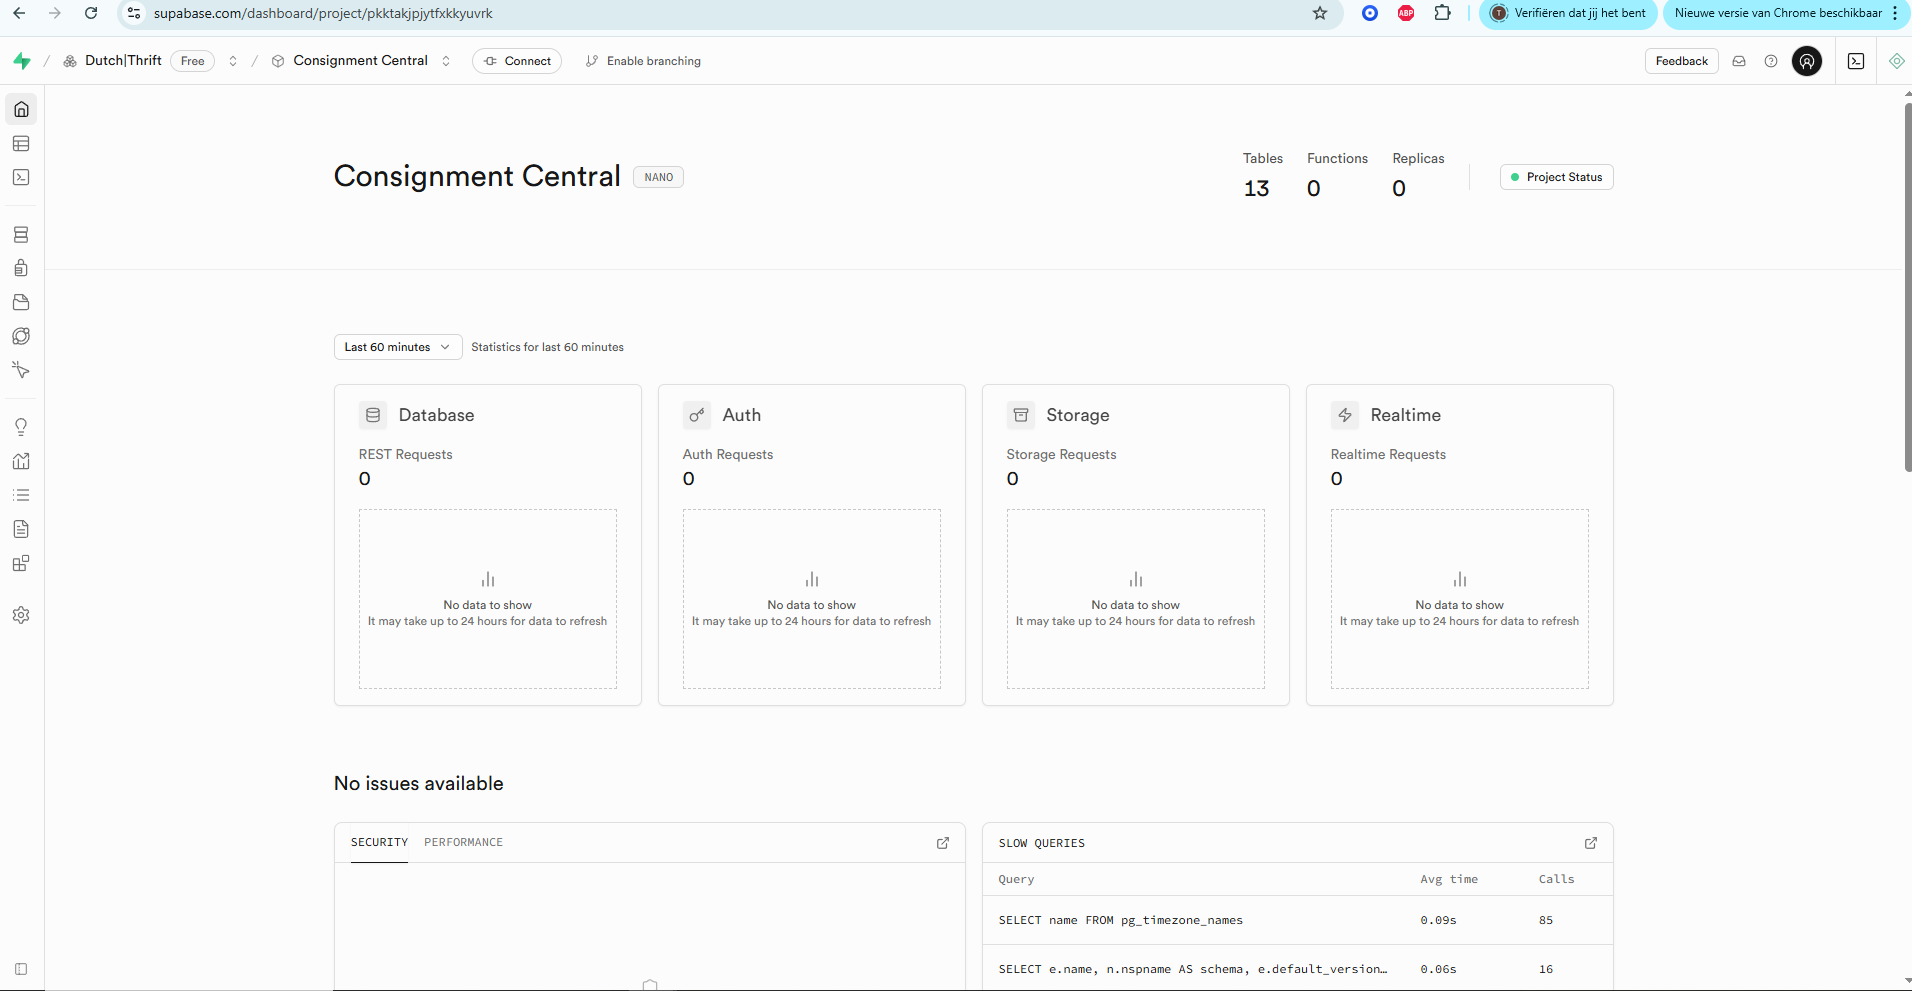 supabase.com/dashboard/project/pkktakjpjytfxkkyuvrk
ABP
T
Verifiëren dat jij het bent
Nieuwe versie van Chrome beschikbaar
/ Dutch|Thrift Free / Consignment Central Connect Enable branching
Feedback
Consignment Central NANO
Tables Functions Replicas
13 0 0
Project Status
Last 60 minutes Statistics for last 60 minutes
Database Auth Storage Realtime
REST Requests Auth Requests Storage Requests Realtime Requests
0 0 0 0
No data to show No data to show No data to show No data to show
It may take up to 24 hours for data to refresh It may take up to 24 hours for data to refresh It may take up to 24 hours for data to refresh It may take up to 24 hours for data to refresh
No issues available
SECURITY PERFORMANCE
SLOW QUERIES
Query Avg time Calls
SELECT name FROM pg_timezone_names 0.09s 85
SELECT e.name, n.nspname AS schema, e.default_version… 0.06s 16